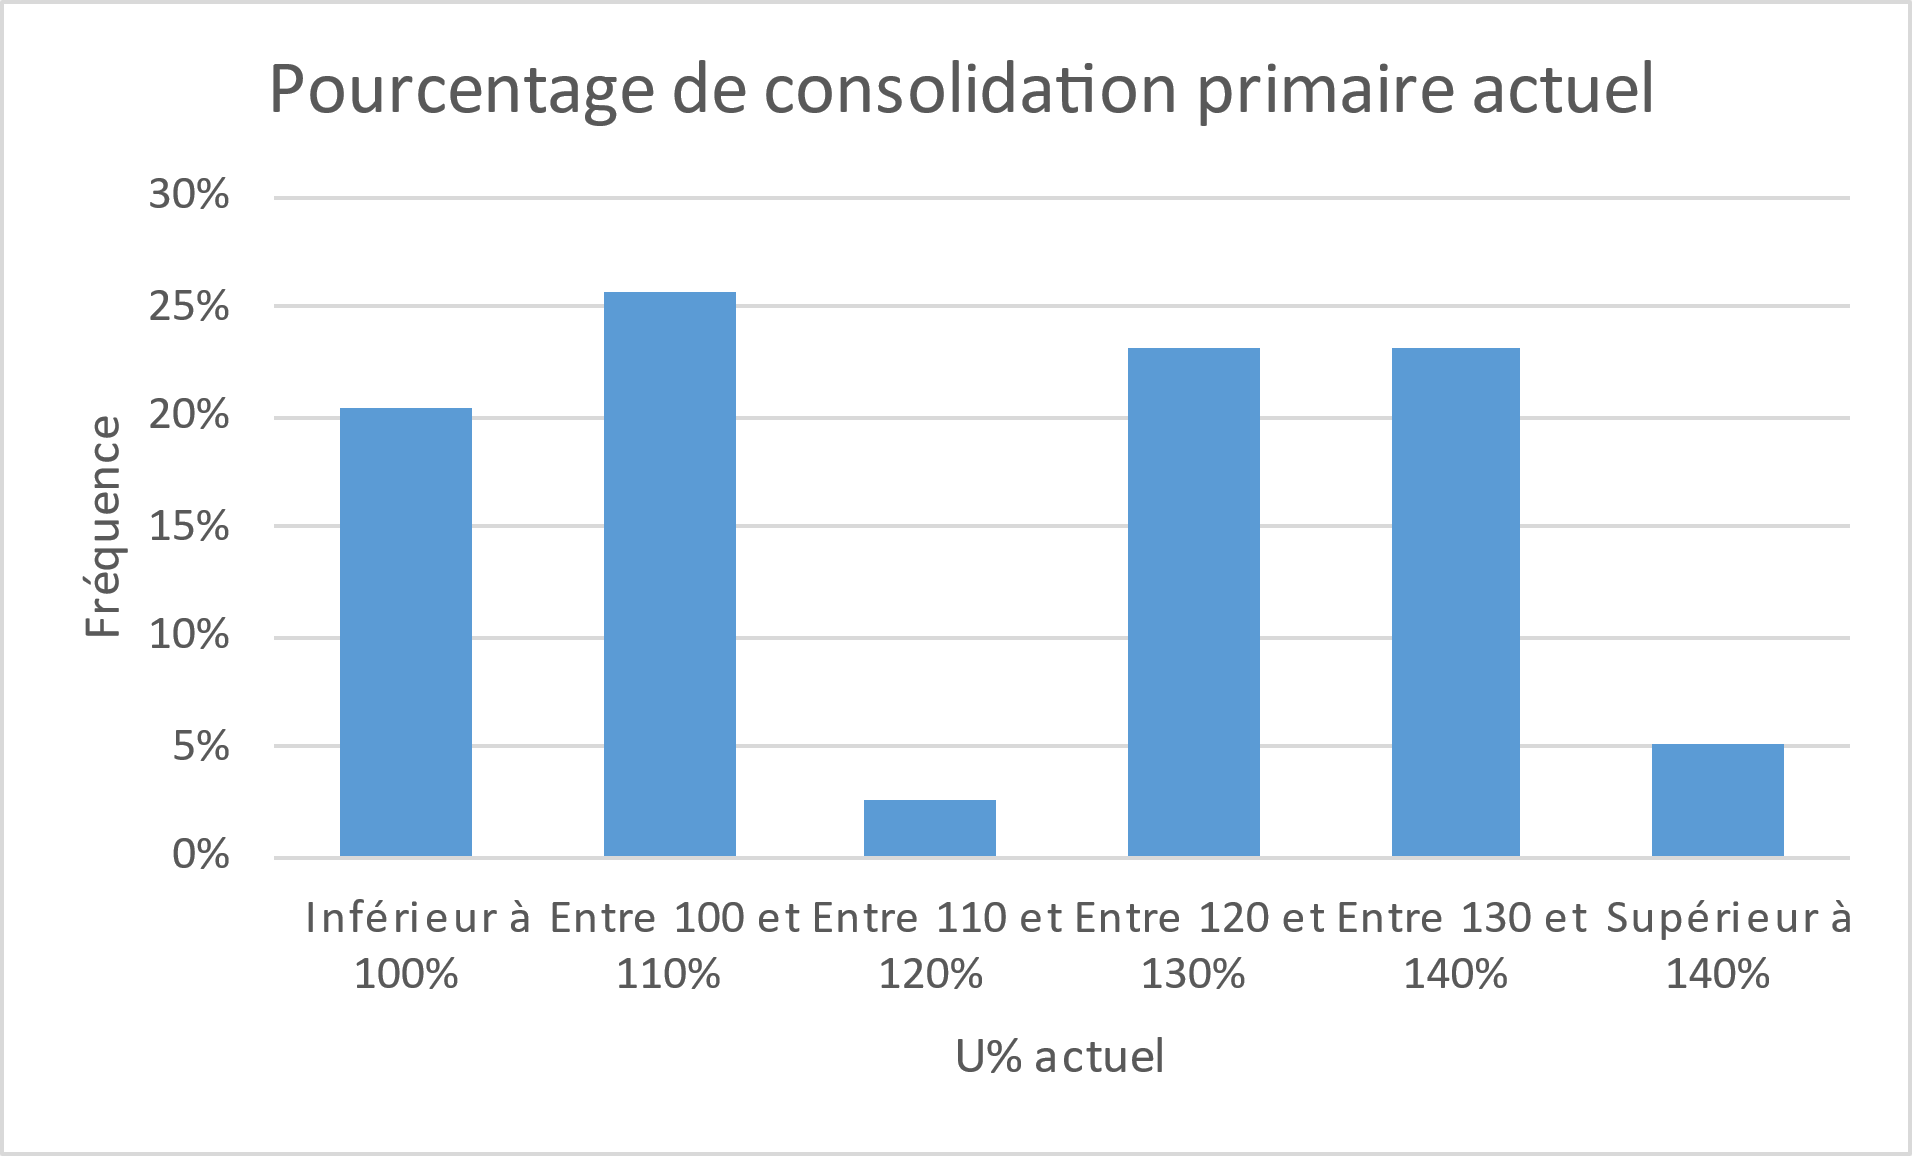 Pourcentage de consolidation primaire actuel
30%
25%
20%
15%
10%
5%
0%
Fréquence
Inférieur à 100%
Entre 100 et 110%
Entre 110 et 120%
Entre 120 et 130%
Entre 130 et 140%
Supérieur à 140%
U% actuel